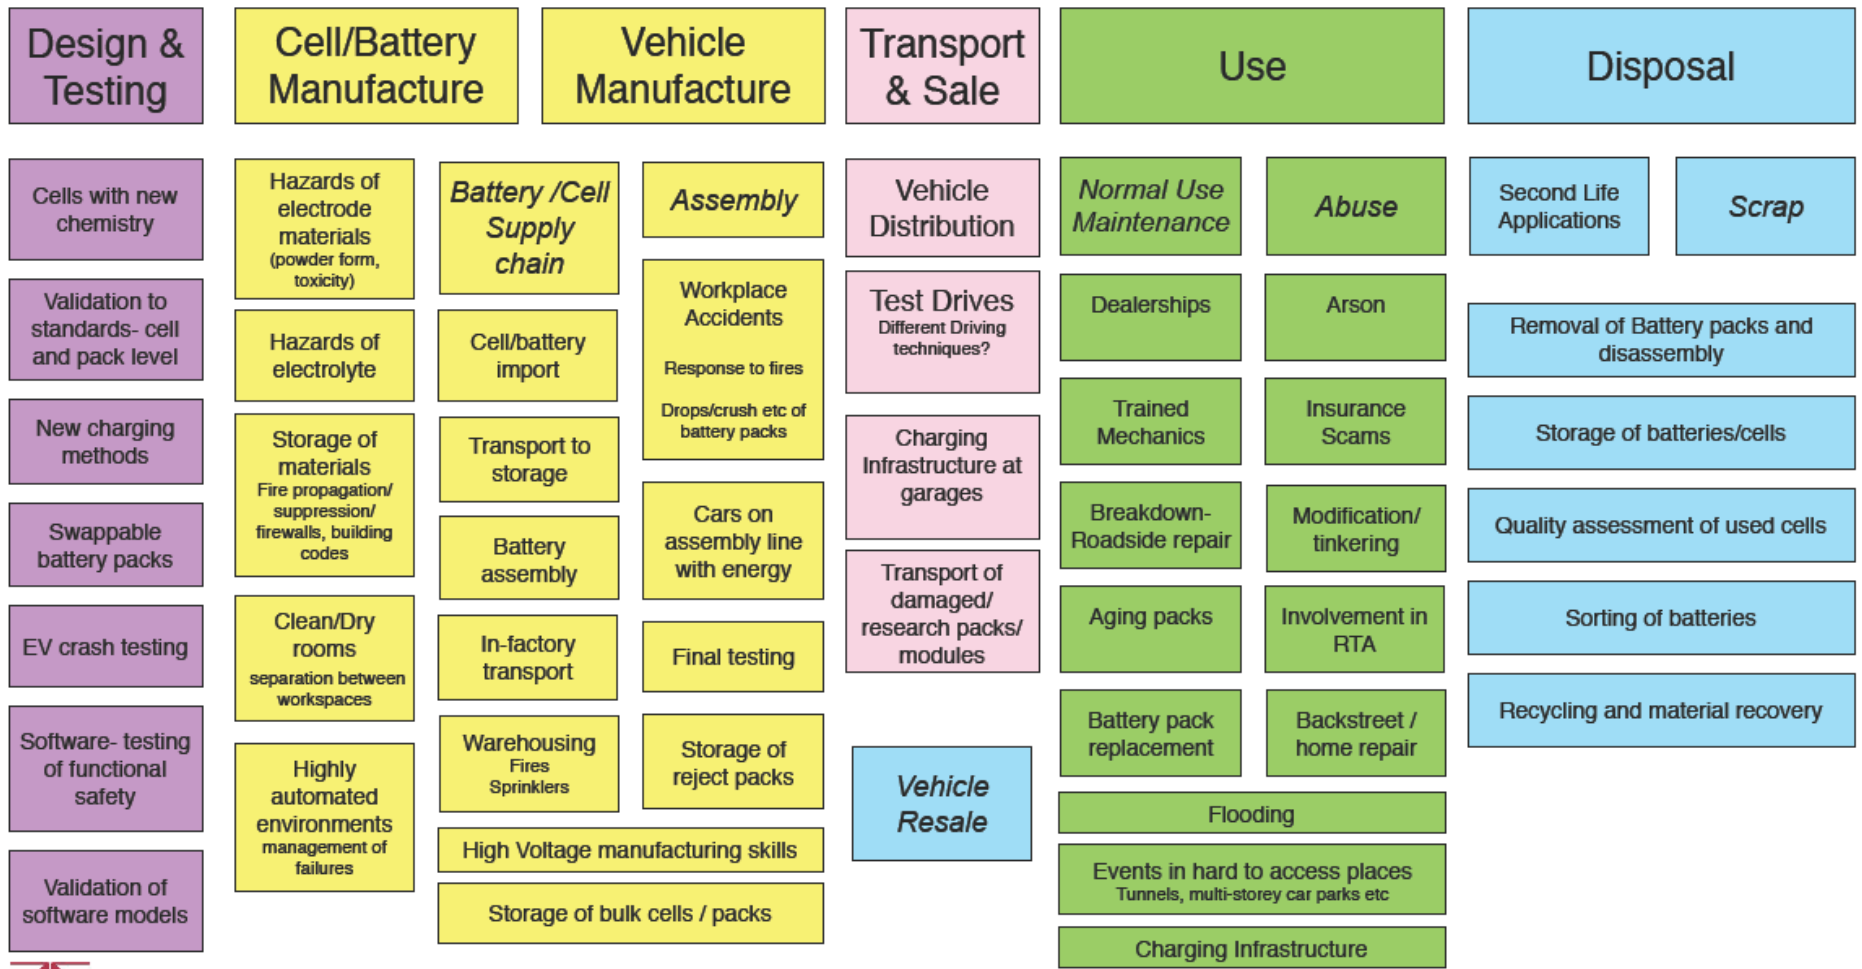 Design &
Testing
Cell/Battery
Manufacture
Vehicle
Manufacture
Transport
& Sale
Use
Disposal
Cells with new
chemistry
Validation to
standards- cell
and pack level
New charging
methods
Swappable
battery packs
EV crash testing
Software- testing
of functional
safety
Validation of
software models
Hazards of
electrode
materials
(powder form,
toxicity)
Hazards of
electrolyte
Storage of
materials
Fire propagation/
suppression/
firewalls, building
codes
Clean/Dry
rooms
separation between
workspaces
Highly
automated
environments
management of
failures
Battery /Cell
Supply
chain
Cell/battery
import
Transport to
storage
Battery
assembly
In-factory
transport
Warehousing
Fires
Sprinklers
Assembly
Workplace
Accidents
Response to fires
Drops/crush etc of
battery packs
Cars on
assembly line
with energy
Final testing
Storage of
reject packs
High Voltage manufacturing skills
Storage of bulk cells / packs
Vehicle
Distribution
Test Drives
Different Driving
techniques?
Charging
Infrastructure at
garages
Transport of
damaged/
research packs/
modules
Vehicle
Resale
Normal Use
Maintenance
Dealerships
Trained
Mechanics
Breakdown-
Roadside repair
Aging packs
Battery pack
replacement
Abuse
Arson
Insurance
Scams
Modification/
tinkering
Involvement in
RTA
Backstreet /
home repair
Flooding
Events in hard to access places
Tunnels, multi-storey car parks etc
Charging Infrastructure
Second Life
Applications
Scrap
Removal of Battery packs and
disassembly
Storage of batteries/cells
Quality assessment of used cells
Sorting of batteries
Recycling and material recovery